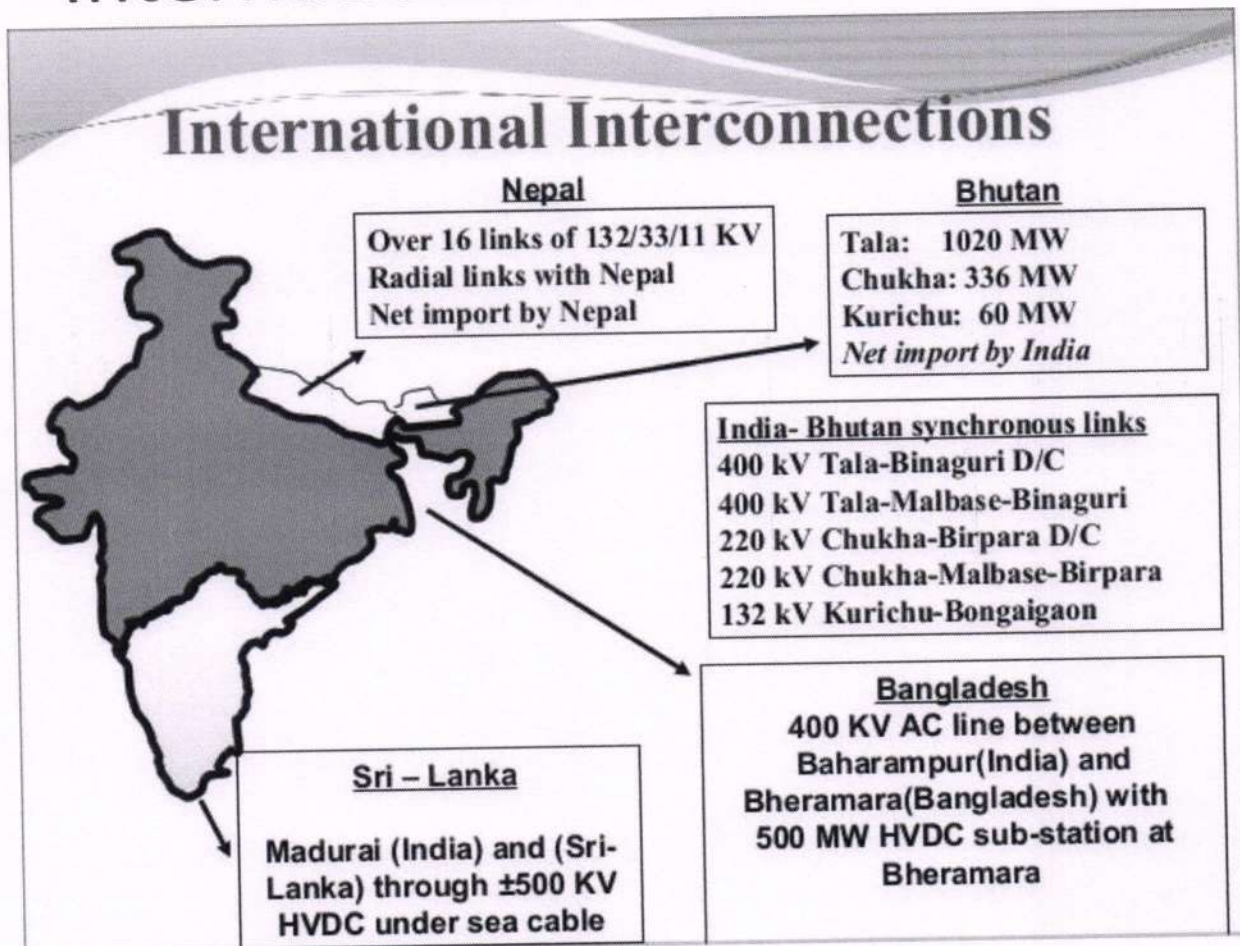 International Interconnections
Nepal
Over 16 links of 132/33/11 KV
Radial links with Nepal
Net import by Nepal
Bhutan
Tala: 1020 MW
Chukha: 336 MW
Kurichu: 60 MW
Net import by India
India- Bhutan synchronous links
400 kV Tala-Binaguri D/C
400 kV Tala-Malbase-Binaguri
220 kV Chukha-Birpara D/C
220 kV Chukha-Malbase-Birpara
132 kV Kurichu-Bongaigaon
Bangladesh
400 KV AC line between
Baharampur(India) and
Bheramara(Bangladesh) with
500 MW HVDC sub-station at
Bheramara
Sri – Lanka
Madurai (India) and (Sri-
Lanka) through ±500 KV
HVDC under sea cable